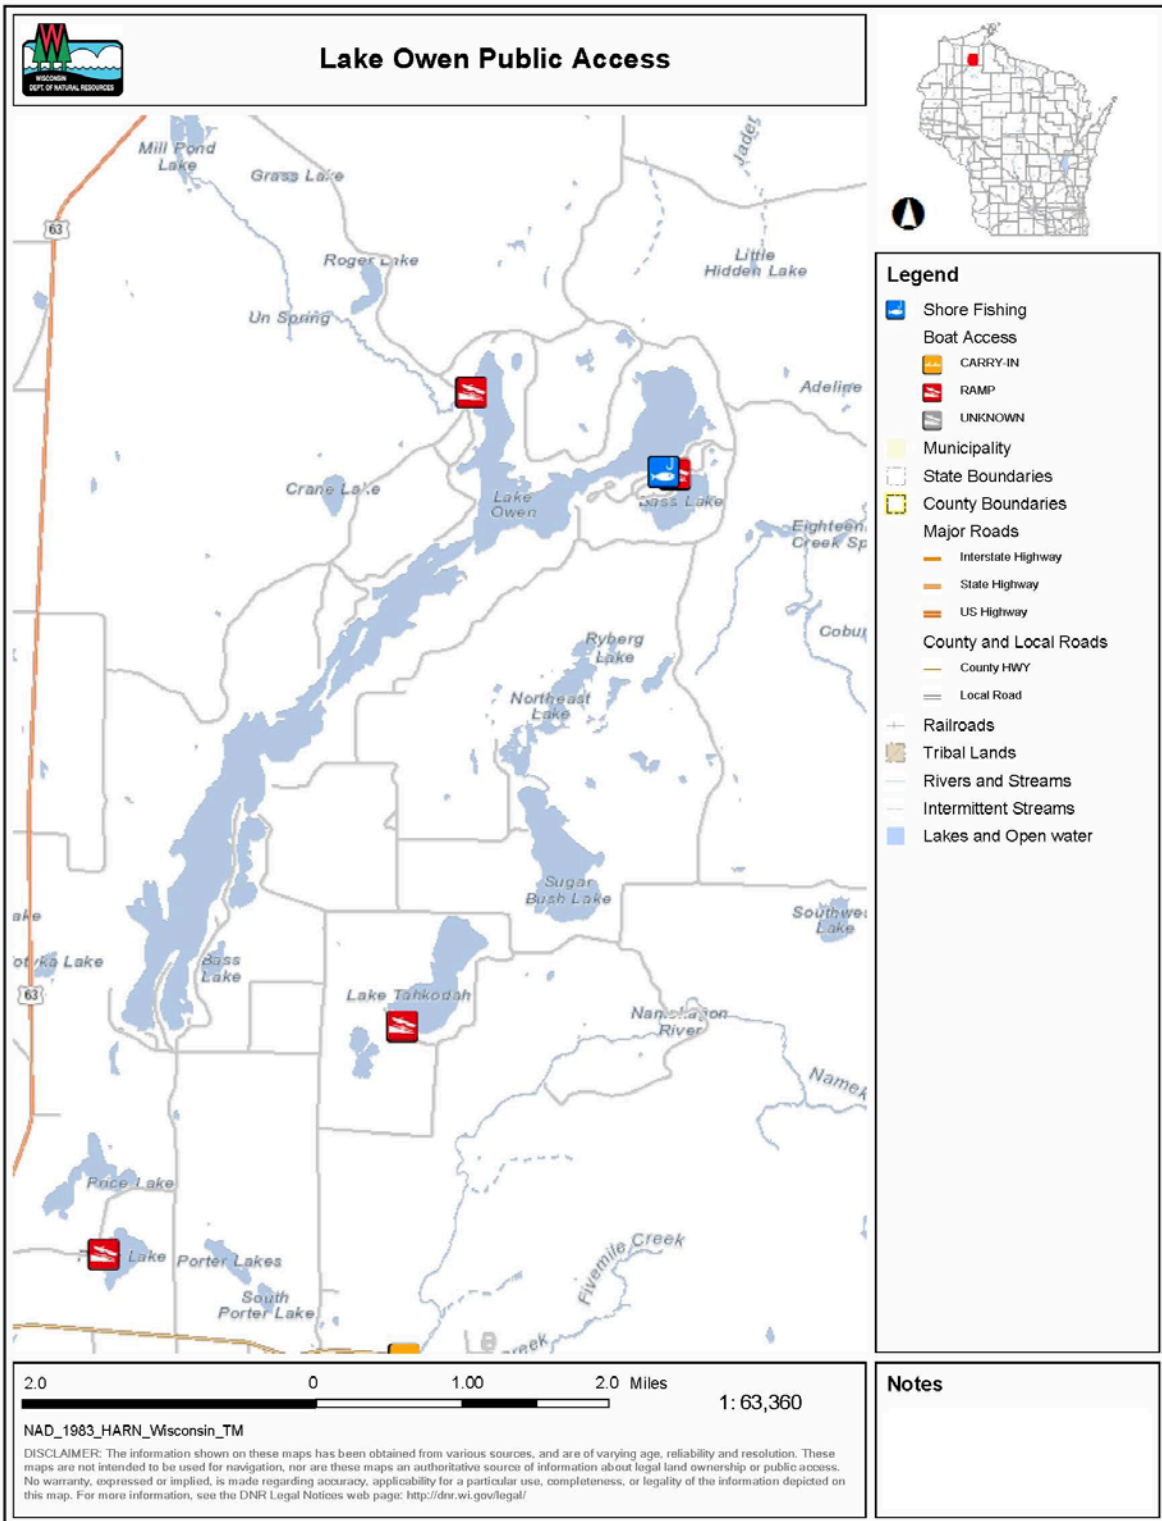 WISCONSIN
DEPT. OF NATURAL RESOURCES
Lake Owen Public Access
Mill Pond
Lake
Grass Lake
Jader
63
Roger Lake
Little
Hidden Lake
Un Spring
Adeline
Crane Lake
Lake
Owen
Bass Lake
Eighteen
Creek Sp
Ryberg
Lake
Cobur
Northeast
Lake
Sugar
Bush Lake
Southwes
Lake
ake
otyka Lake
Bass
Lake
63
Lake Tahkodah
Namekagon
River
Namek
Price Lake
Lake
Porter Lakes
South
Porter Lake
Fivemile Creek
reek
Legend
Shore Fishing
Boat Access
CARRY-IN
RAMP
UNKNOWN
Municipality
State Boundaries
County Boundaries
Major Roads
Interstate Highway
State Highway
US Highway
County and Local Roads
County HWY
Local Road
Railroads
Tribal Lands
Rivers and Streams
Intermittent Streams
Lakes and Open water
2.0 0 1.00 2.0 Miles
1: 63,360
NAD_1983_HARN_Wisconsin_TM
DISCLAIMER: The information shown on these maps has been obtained from various sources, and are of varying age, reliability and resolution. These
maps are not intended to be used for navigation, nor are these maps an authoritative source of information about legal land ownership or public access.
No warranty, expressed or implied, is made regarding accuracy, applicability for a particular use, completeness, or legality of the information depicted on
this map. For more information, see the DNR Legal Notices web page: http://dnr.wi.gov/legal/
Notes